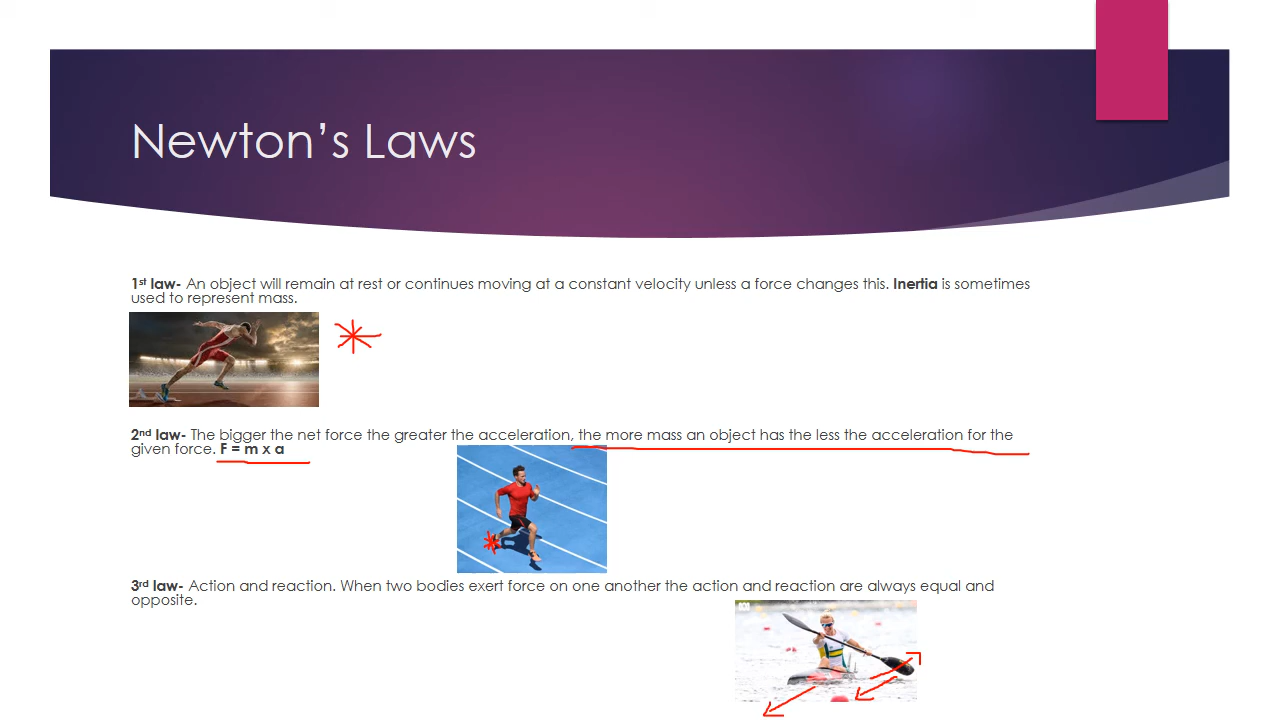 Newton’s Laws
1st law- An object will remain at rest or continues moving at a constant velocity unless a force changes this. Inertia is sometimes
used to represent mass.
2nd law- The bigger the net force the greater the acceleration, the more mass an object has the less the acceleration for the
given force. F = m x a
3rd law- Action and reaction. When two bodies exert force on one another the action and reaction are always equal and
opposite.